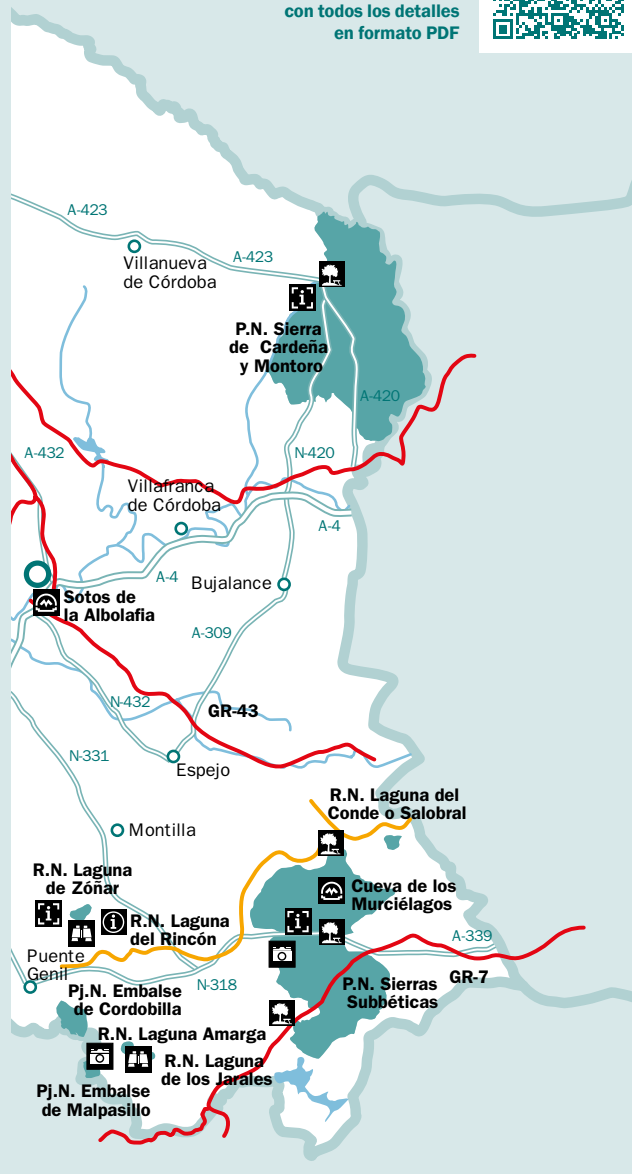 con todos los detalles
en formato PDF
A-423
A-423
Villanueva
de Córdoba
P.N. Sierra
de Cardeña
y Montoro
A-420
A-432
N-420
Villafranca
de Córdoba
A-4
A-4
Bujalance
Sotos de
la Albolafia
A-309
N-432
GR-43
N-331
Espejo
R.N. Laguna del
Conde o Salobral
Montilla
R.N. Laguna
de Zóñar
Cueva de los
Murciélagos
R.N. Laguna
del Rincón
A-339
Puente
Genil
GR-7
N-318
P.N. Sierras
Subbéticas
Pj.N. Embalse
de Cordobilla
R.N. Laguna Amarga
R.N. Laguna
de los Jarales
Pj.N. Embalse
de Malpasillo